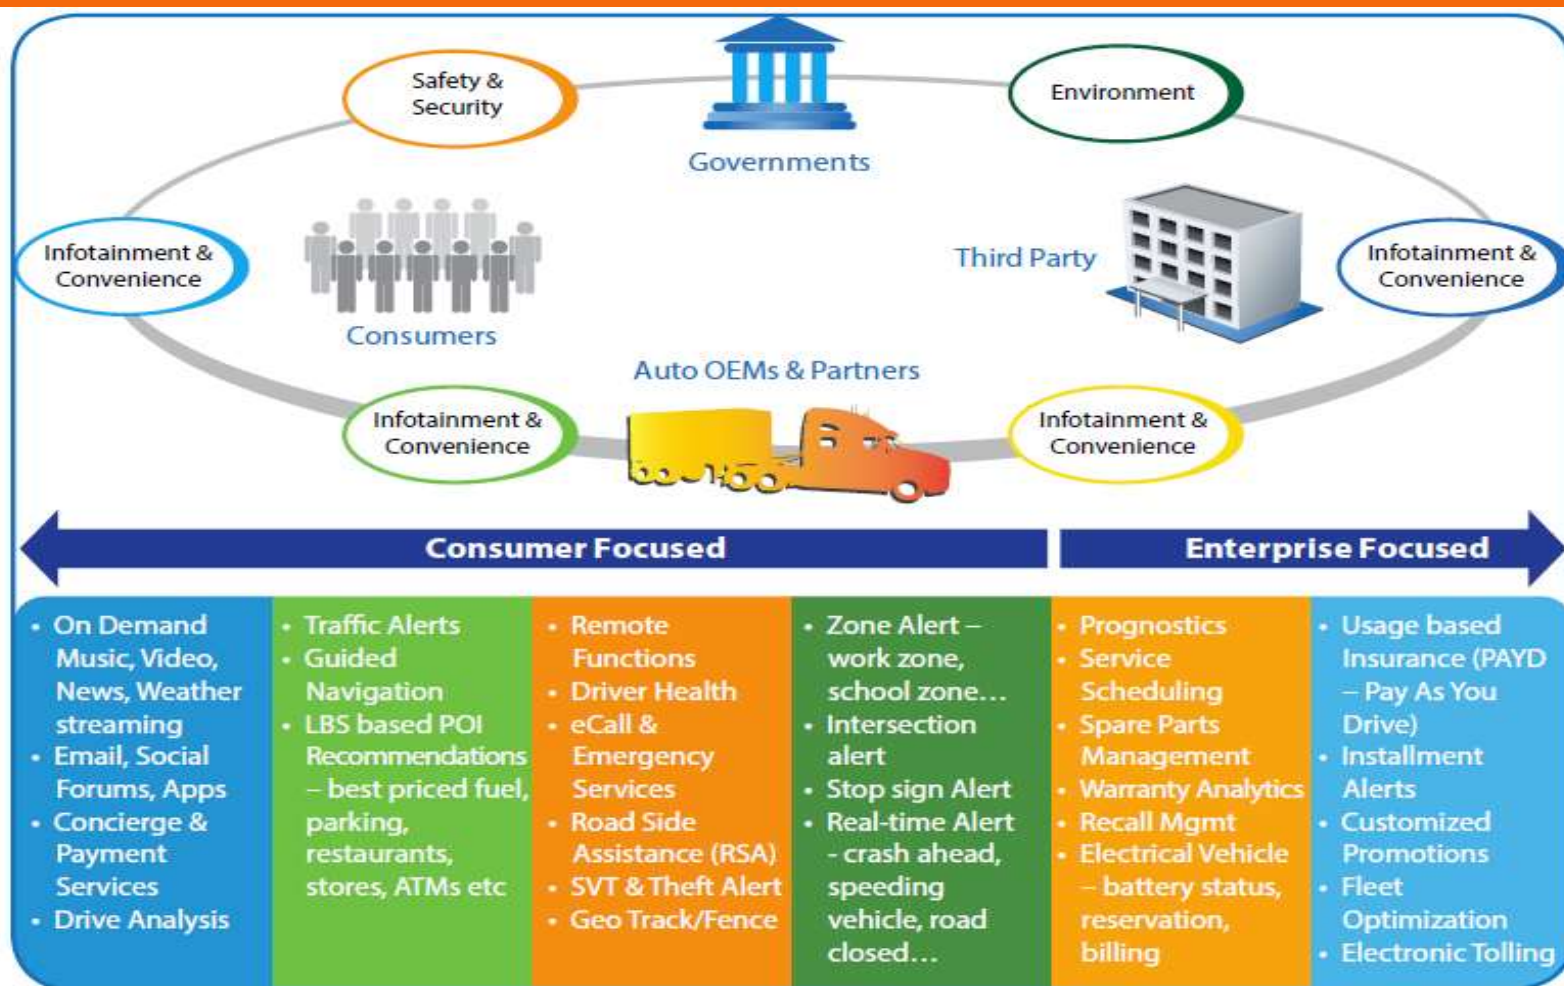 Safety &
Security
Environment
Governments
Infotainment &
Convenience
Consumers
Third Party
Infotainment &
Convenience
Auto OEMs & Partners
Infotainment &
Convenience
Infotainment &
Convenience
Consumer Focused
Enterprise Focused
• On Demand
Music, Video,
News, Weather
streaming
• Email, Social
Forums, Apps
• Concierge &
Payment
Services
• Drive Analysis
• Traffic Alerts
• Guided
Navigation
• LBS based POI
Recommendations
– best priced fuel,
parking,
restaurants,
stores, ATMs etc
• Remote
Functions
• Driver Health
• eCall &
Emergency
Services
• Road Side
Assistance (RSA)
• SVT & Theft Alert
• Geo Track/Fence
• Zone Alert –
work zone,
school zone...
• Intersection
alert
• Stop sign Alert
• Real-time Alert
- crash ahead,
speeding
vehicle, road
closed...
• Prognostics
• Service
Scheduling
• Spare Parts
Management
• Warranty Analytics
• Recall Mgmt
• Electrical Vehicle
– battery status,
reservation,
billing
• Usage based
Insurance (PAYD
– Pay As You
Drive)
• Installment
Alerts
• Customized
Promotions
• Fleet
Optimization
• Electronic Tolling